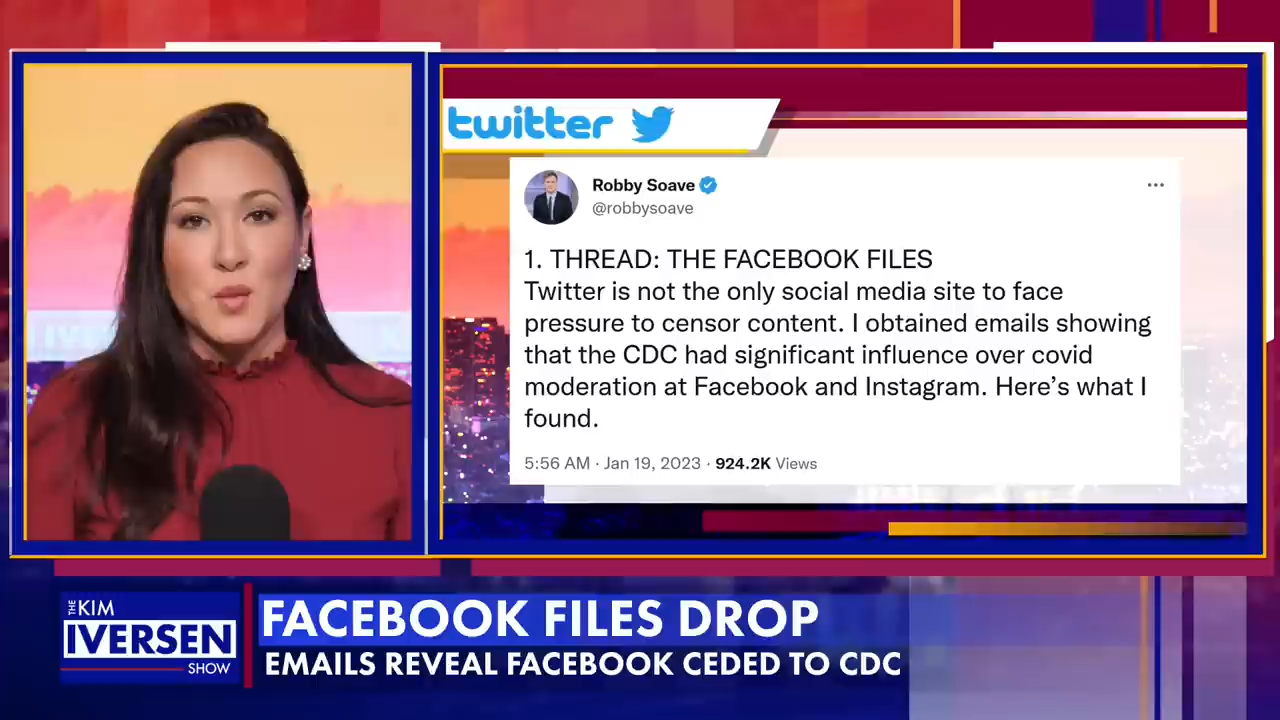 twitter
Robby Soave
@robbysoave
1. THREAD: THE FACEBOOK FILES
Twitter is not the only social media site to face
pressure to censor content. I obtained emails showing
that the CDC had significant influence over covid
moderation at Facebook and Instagram. Here’s what I
found.
5:56 AM · Jan 19, 2023 · 924.2K Views
THE KIM
IVERSEN
SHOW
FACEBOOK FILES DROP
EMAILS REVEAL FACEBOOK CEDED TO CDC